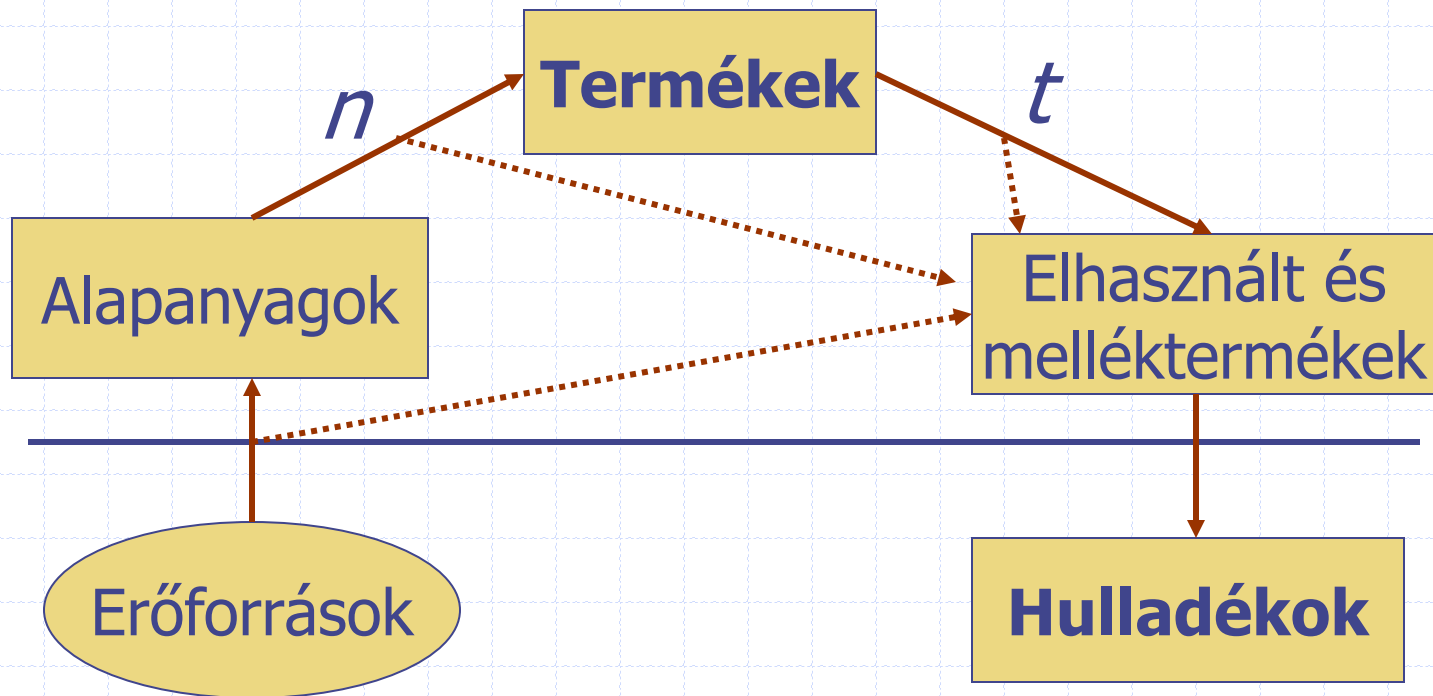 Termékek
n
t
Alapanyagok
Elhasznált és
melléktermékek
Erőforrások
Hulladékok